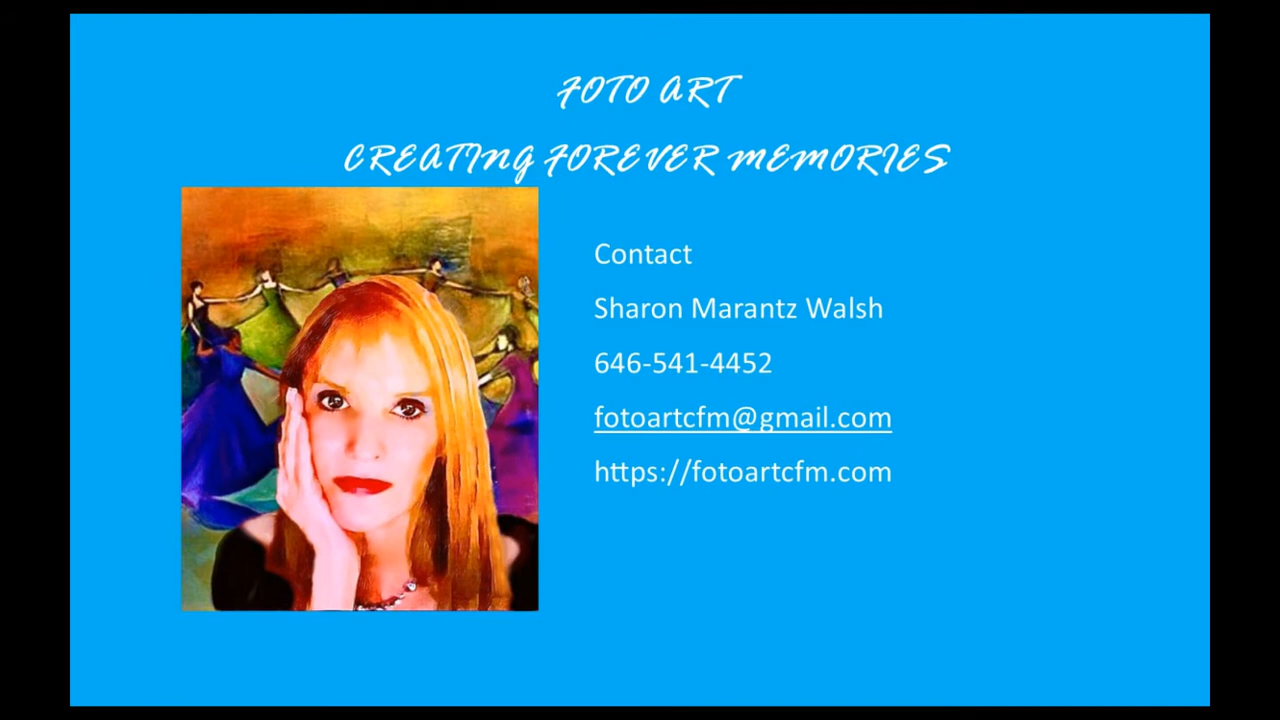 FOTO ART
CREATING FOREVER MEMORIES
Contact
Sharon Marantz Walsh
646-541-4452
fotoartcfm@gmail.com
https://fotoartcfm.com